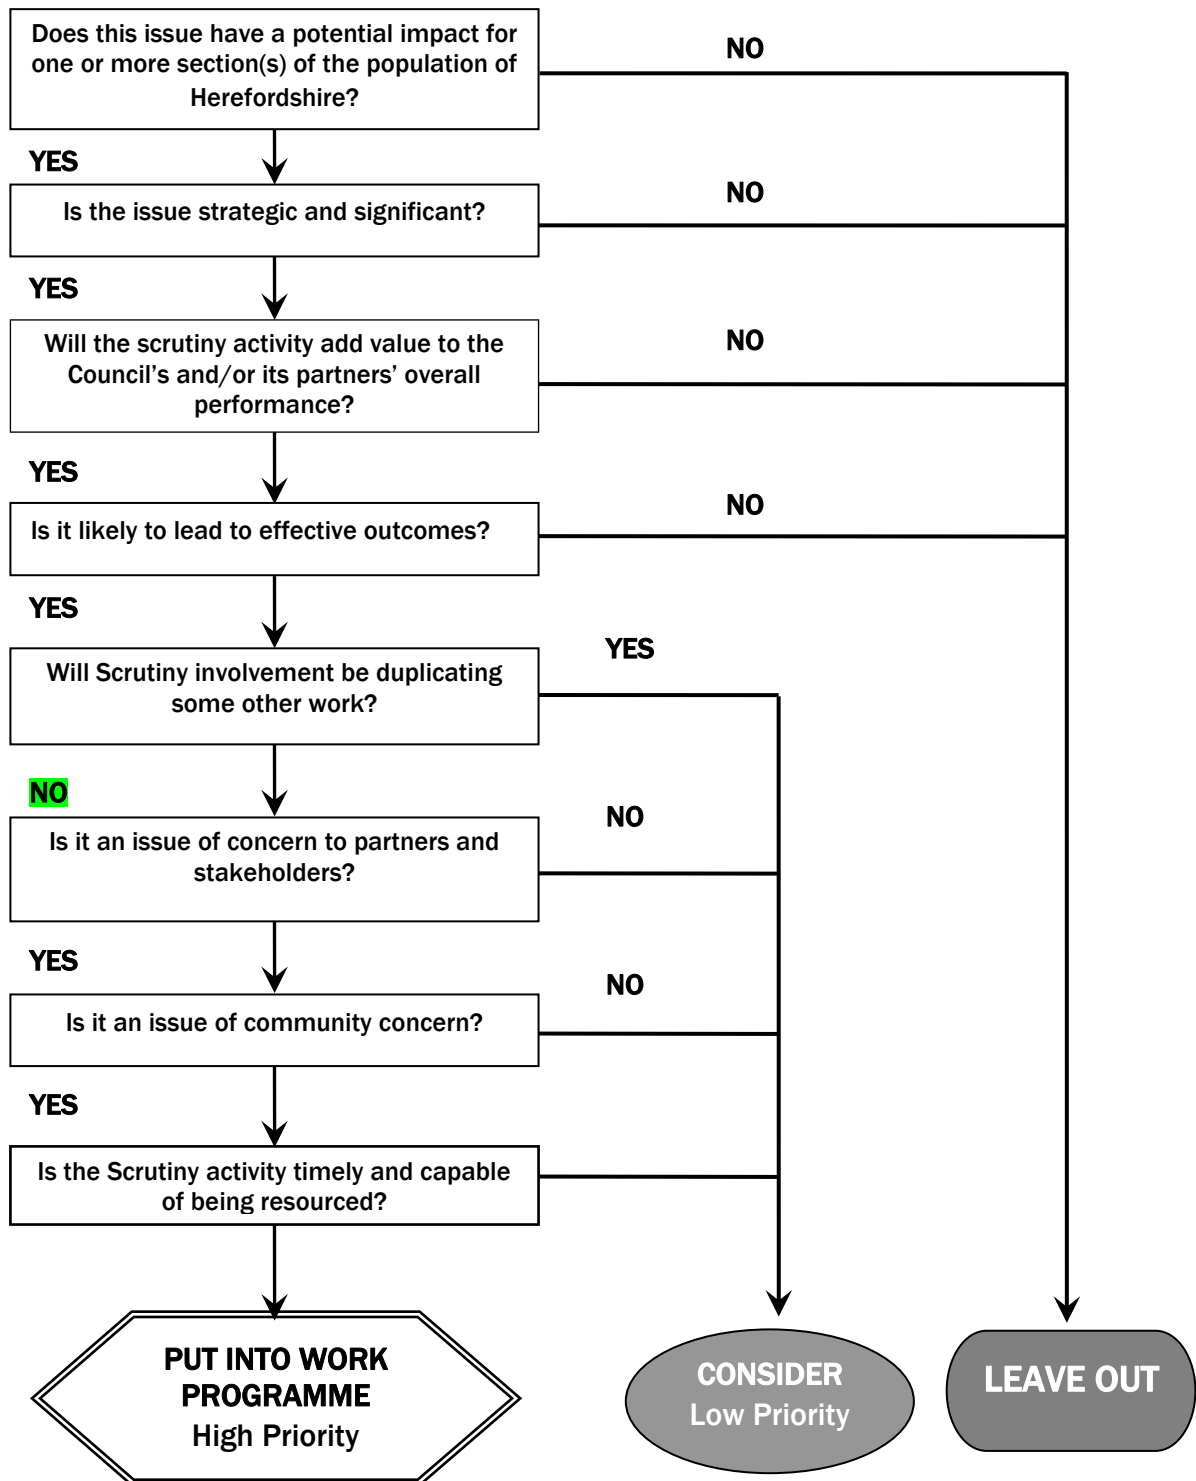 Does this issue have a potential impact for
one or more section(s) of the population of
Herefordshire?
NO
YES
Is the issue strategic and significant?
NO
YES
Will the scrutiny activity add value to the
Council's and/or its partners' overall
performance?
NO
YES
Is it likely to lead to effective outcomes?
NO
YES
Will Scrutiny involvement be duplicating
some other work?
YES
NO
Is it an issue of concern to partners and
stakeholders?
NO
YES
Is it an issue of community concern?
NO
YES
Is the Scrutiny activity timely and capable
of being resourced?
PUT INTO WORK
PROGRAMME
High Priority
CONSIDER
Low Priority
LEAVE OUT